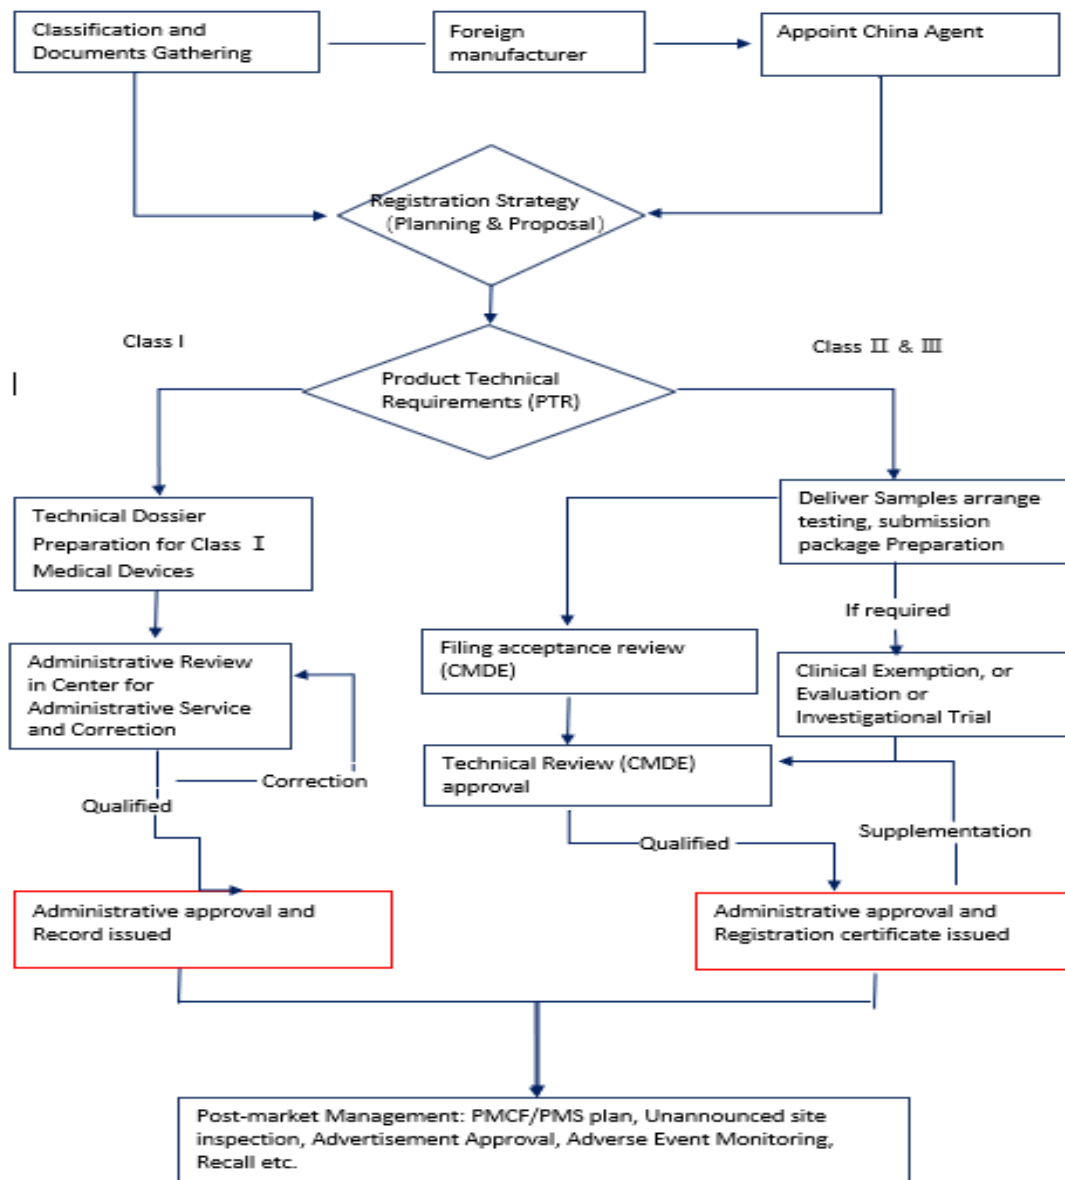 Classification and
Documents Gathering
Foreign
manufacturer
Appoint China Agent
Registration Strategy
(Planning & Proposal)
Class I
Class Ⅱ & Ⅲ
Product Technical
Requirements (PTR)
Technical Dossier
Preparation for Class Ⅰ
Medical Devices
Deliver Samples arrange
testing, submission
package Preparation
If required
Administrative Review
in Center for
Administrative Service
and Correction
Filing acceptance review
(CMDE)
Clinical Exemption, or
Evaluation or
Investigational Trial
Technical Review (CMDE)
approval
Correction
Qualified
Qualified
Supplementation
Administrative approval and
Record issued
Administrative approval and
Registration certificate issued
Post-market Management: PMCF/PMS plan, Unannounced site
inspection, Advertisement Approval, Adverse Event Monitoring,
Recall etc.